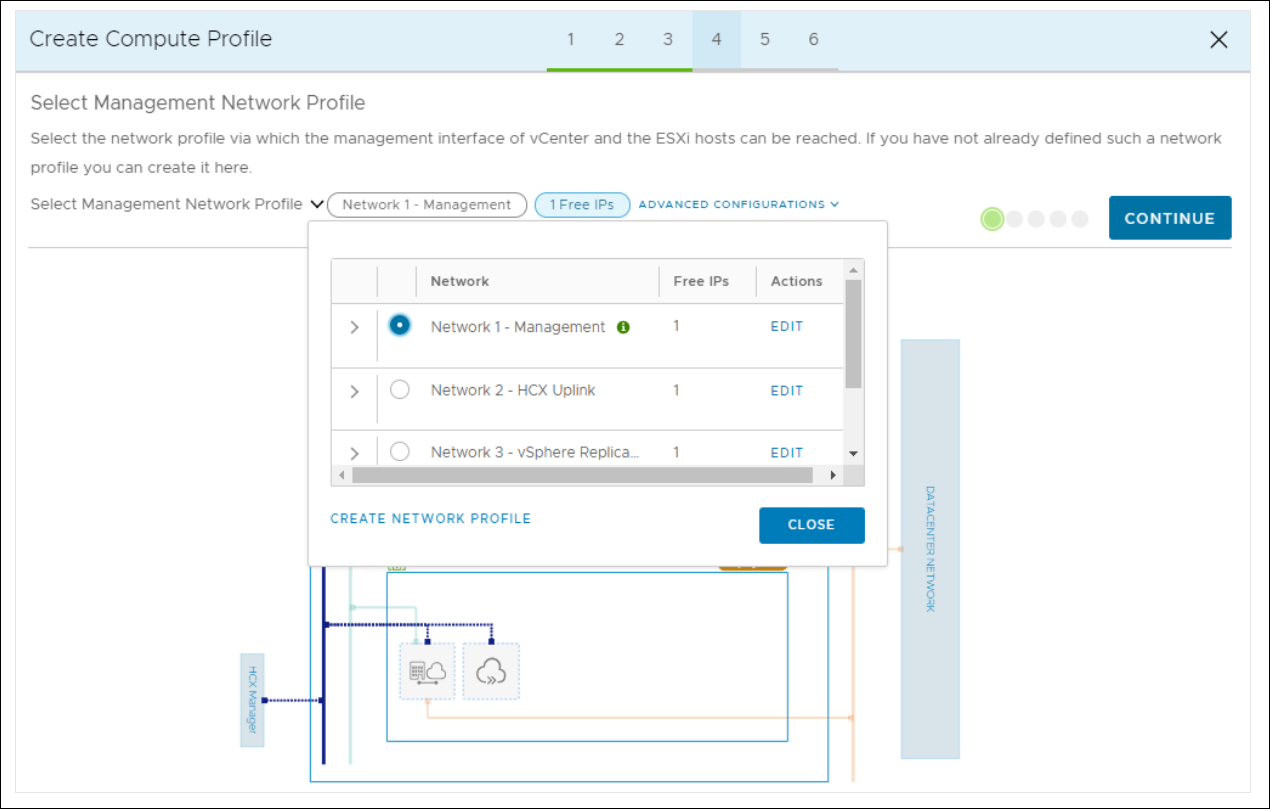 Create Compute Profile
1 2 3 4 5 6
Select Management Network Profile
Select the network profile via which the management interface of vCenter and the ESXi hosts can be reached. If you have not already defined such a network
profile you can create it here.
Select Management Network Profile Network 1 - Management 1 Free IPs ADVANCED CONFIGURATIONS
CONTINUE
Network Free IPs Actions
Network 1 - Management 1 EDIT
Network 2 - HCX Uplink 1 EDIT
Network 3 - vSphere Replica... 1 EDIT
CREATE NETWORK PROFILE
CLOSE
DATACENTER NETWORK
HCX Manager